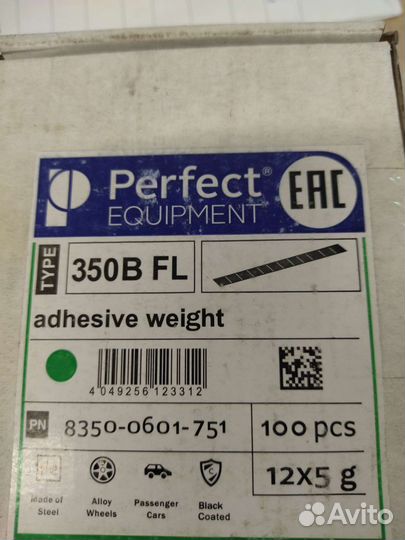 Perfect®
EQUIPMENT
EAC
TYPE
350B FL
adhesive weight
4 049256 123312
PN
8350-0601-751
100 pcs
12X5 g
Made of
Steel
Alloy
Wheels
Passenger
Cars
Black
Coated
Avito